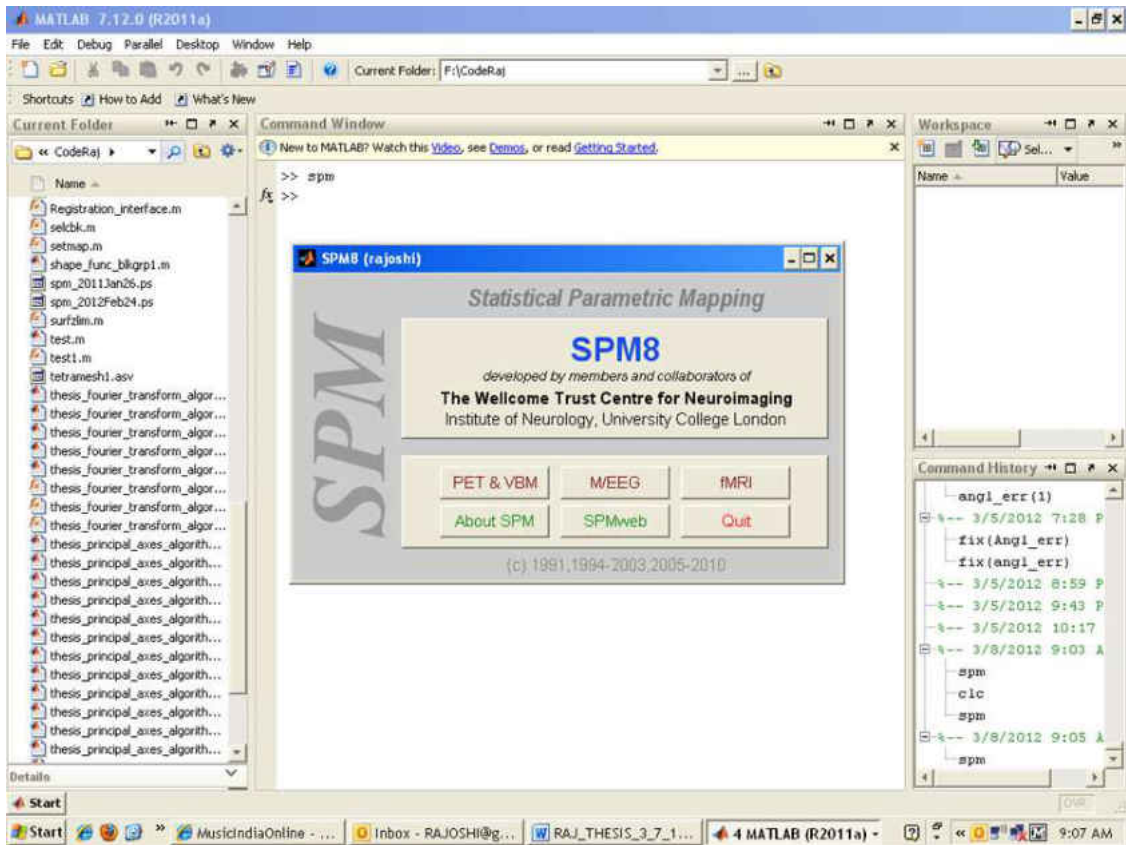 MATLAB 7.12.0 (R2011a)
File Edit Debug Parallel Desktop Window Help
Current Folder: F:\CodeRaj
Shortcuts How to Add What's New
Current Folder
« CodeRaj
Name
Registration_interface.m
selcbk.m
setmap.m
shape_func_blkgrp1.m
spm_2011Jan26.ps
spm_2012Feb24.ps
surfzlim.m
test.m
test1.m
tetramesh1.asv
thesis_fourier_transform_algor...
thesis_fourier_transform_algor...
thesis_fourier_transform_algor...
thesis_fourier_transform_algor...
thesis_fourier_transform_algor...
thesis_fourier_transform_algor...
thesis_fourier_transform_algor...
thesis_fourier_transform_algor...
thesis_principal_axes_algorith...
thesis_principal_axes_algorith...
thesis_principal_axes_algorith...
thesis_principal_axes_algorith...
thesis_principal_axes_algorith...
thesis_principal_axes_algorith...
thesis_principal_axes_algorith...
thesis_principal_axes_algorith...
thesis_principal_axes_algorith...
thesis_principal_axes_algorith...
thesis_principal_axes_algorith...
thesis_principal_axes_algorith...
Details
Command Window
New to MATLAB? Watch this Video, see Demos, or read Getting Started.
>> spm
fx >>
SPM8 (rajoshi)
SPM
Statistical Parametric Mapping
SPM8
developed by members and collaborators of
The Wellcome Trust Centre for Neuroimaging
Institute of Neurology, University College London
PET & VBM M/EEG fMRI
About SPM SPMweb Quit
(c) 1991,1994-2003,2005-2010
Workspace
Sel...
Name Value
Command History
angl_err(1)
%-- 3/5/2012 7:28 P
fix(Angl_err)
fix(angl_err)
%-- 3/5/2012 8:59 P
%-- 3/5/2012 9:43 P
%-- 3/5/2012 10:17
%-- 3/8/2012 9:03 A
spm
clc
spm
%-- 3/8/2012 9:05 A
spm
Start
OVR
Start » MusicIndiaOnline - ... Inbox - RAJOSHI@g... RAJ_THESIS_3_7_1... 4 MATLAB (R2011a) « 9:07 AM